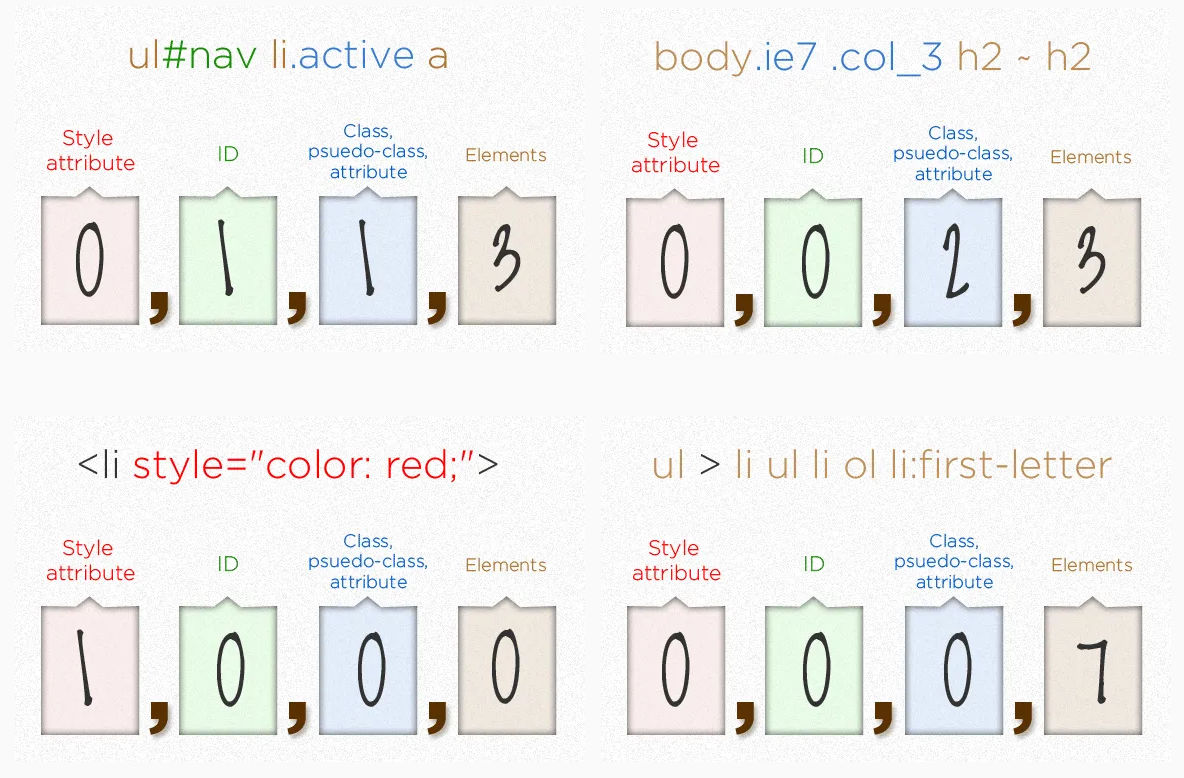 ul#nav li.active a
Style
attribute
ID
Class,
psuedo-class,
attribute
Elements
0 , 1 , 1 , 3
body.ie7 .col_3 h2 ~ h2
Style
attribute
ID
Class,
psuedo-class,
attribute
Elements
0 , 0 , 2 , 3
<li style="color: red;">
Style
attribute
ID
Class,
psuedo-class,
attribute
Elements
1 , 0 , 0 , 0
ul > li ul li ol li:first-letter
Style
attribute
ID
Class,
psuedo-class,
attribute
Elements
0 , 0 , 0 , 7